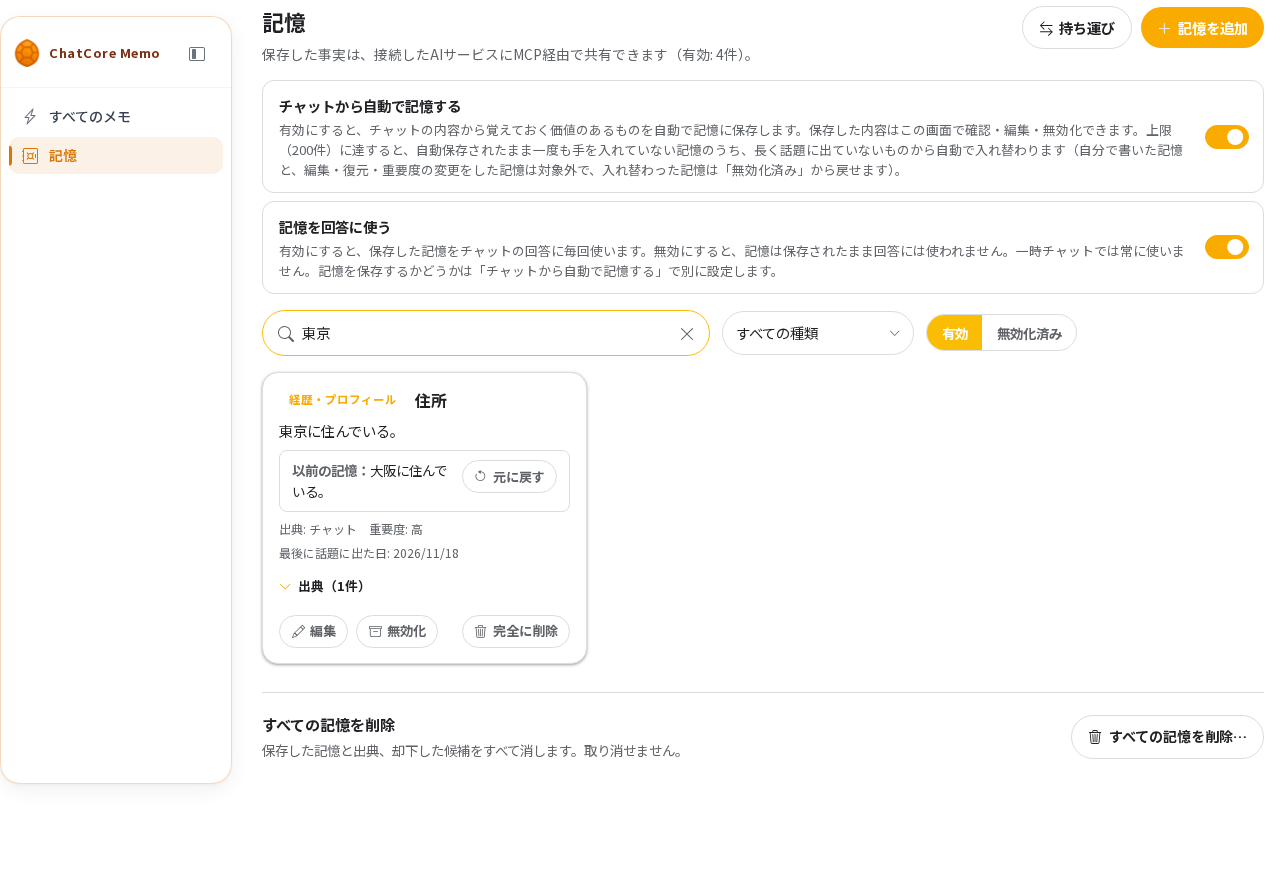 ChatCore Memo
すべてのメモ
記憶
記憶
保存した事実は、接続したAIサービスにMCP経由で共有できます（有効: 4件）。
持ち運び
記憶を追加
チャットから自動で記憶する
有効にすると、チャットの内容から覚えておく価値のあるものを自動で記憶に保存します。保存した内容はこの画面で確認・編集・無効化できます。上限
（200件）に達すると、自動保存されたまま一度も手を入れていない記憶のうち、長く話題に出ていないものから自動で入れ替わります（自分で書いた記憶
と、編集・復元・重要度の変更をした記憶は対象外で、入れ替わった記憶は「無効化済み」から戻せます）。
記憶を回答に使う
有効にすると、保存した記憶をチャットの回答に毎回使います。無効にすると、記憶は保存されたまま回答には使われません。一時チャットでは常に使いま
せん。記憶を保存するかどうかは「チャットから自動で記憶する」で別に設定します。
東京
すべての種類
有効
無効化済み
経歴・プロフィール
住所
東京に住んでいる。
以前の記憶：大阪に住んで
いる。
元に戻す
出典: チャット 重要度: 高
最後に話題に出た日: 2026/11/18
出典（1件）
編集
無効化
完全に削除
すべての記憶を削除
保存した記憶と出典、却下した候補をすべて消します。取り消せません。
すべての記憶を削除…